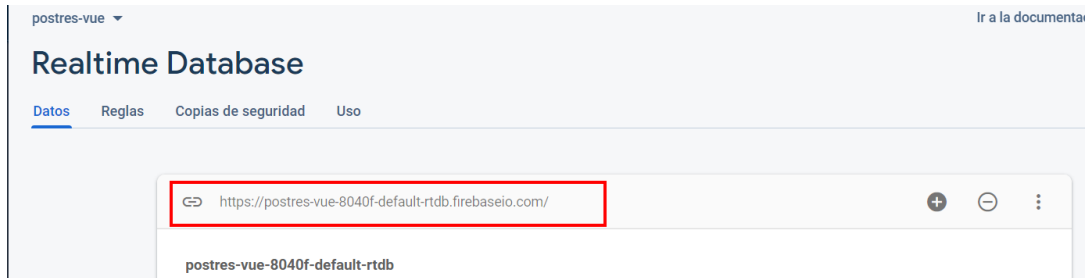 postres-vue
Ir a la documenta
Realtime Database
Datos Reglas Copias de seguridad Uso
https://postres-vue-8040f-default-rtdb.firebaseio.com/
postres-vue-8040f-default-rtdb